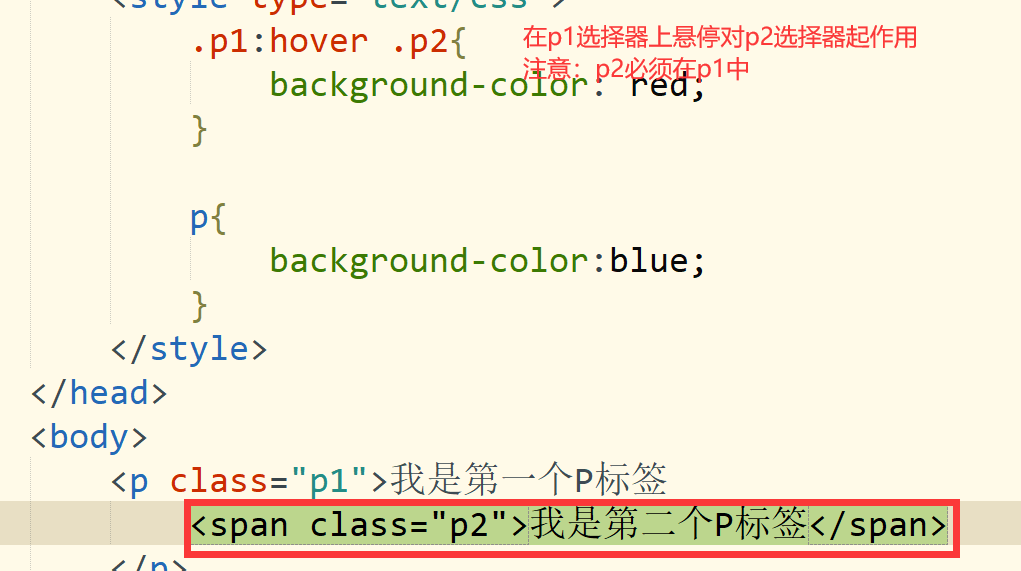 <style type="text/css">
.p1:hover .p2{
在p1选择器上悬停对p2选择器起作用
注意：p2必须在p1中
background-color: red;
}
p{
background-color:blue;
}
</style>
</head>
<body>
<p class="p1">我是第一个P标签
<span class="p2">我是第二个P标签</span>
</p>